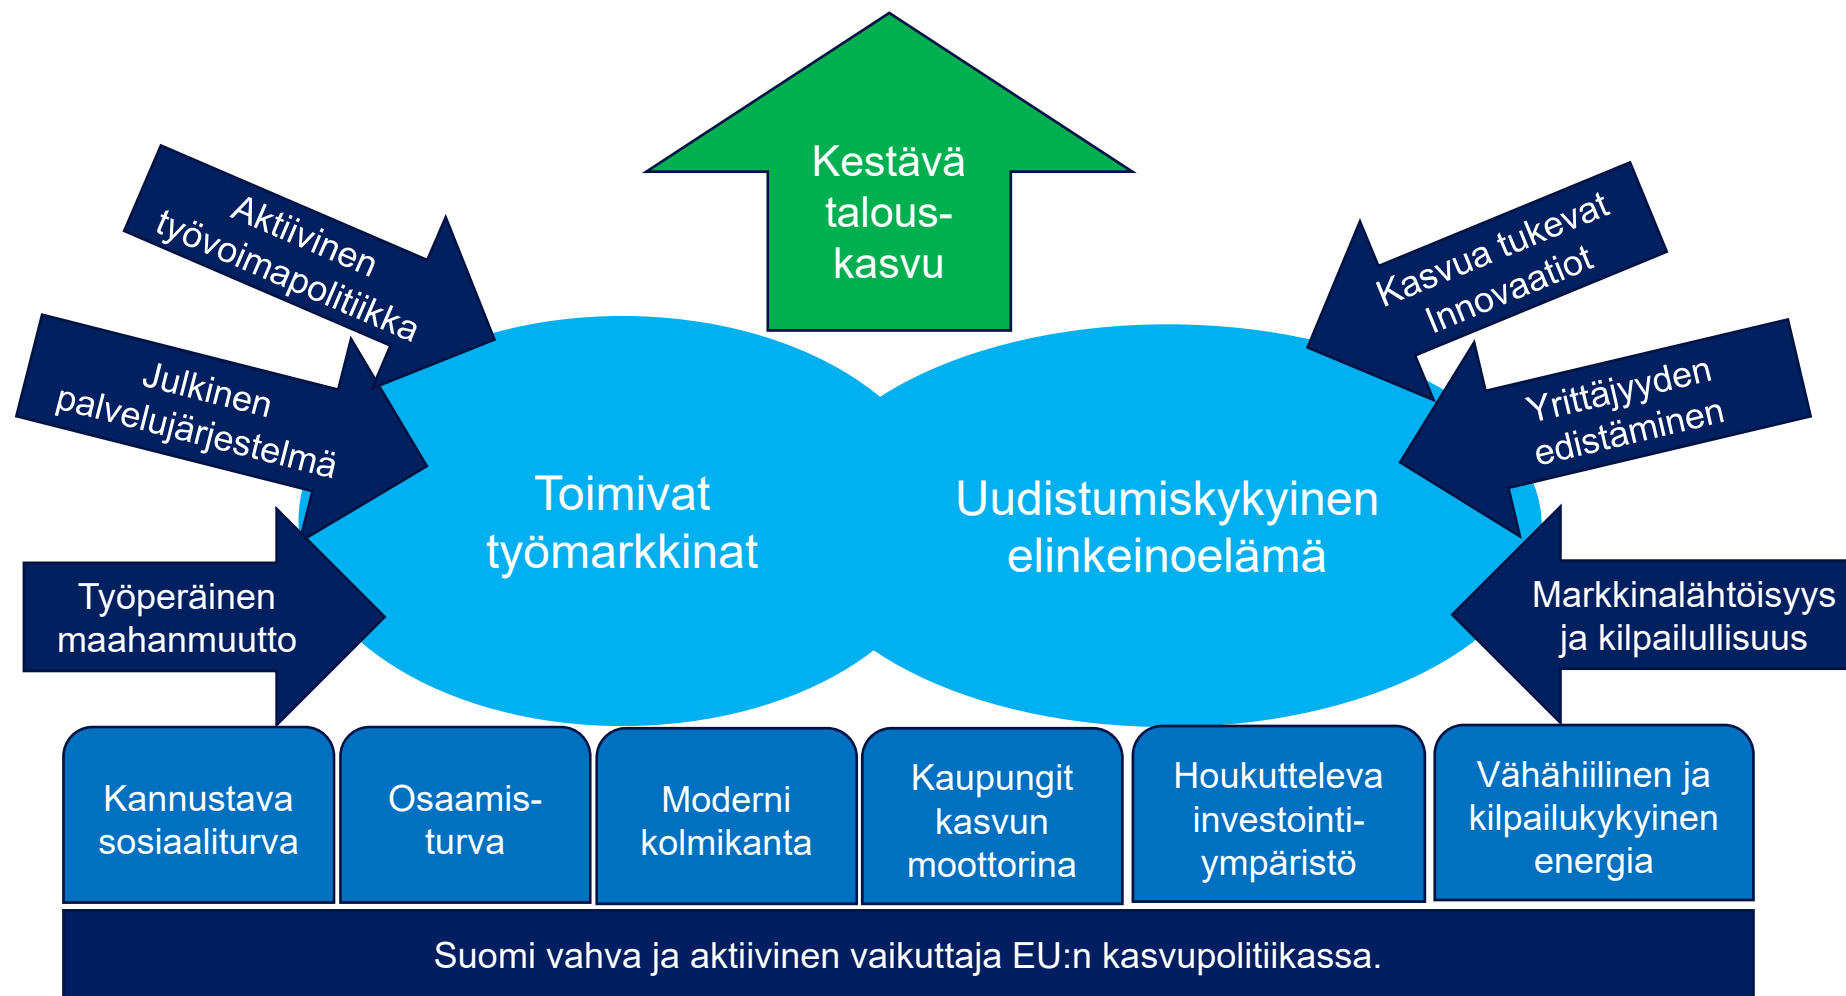 Kestävä
talous-
kasvu
Aktiivinen
työvoimapolitiikka
Julkinen
palvelujärjestelmä
Työperäinen
maahanmuutto
Toimivat
työmarkkinat
Uudistumiskykyinen
elinkeinoelämä
Kasvua tukevat
Innovaatiot
Yrittäjyyden
edistäminen
Markkinalähtöisyys
ja kilpailullisuus
Kannustava
sosiaaliturva
Osaamis-
turva
Moderni
kolmikanta
Kaupungit
kasvun
moottorina
Houkutteleva
investointi-
ympäristö
Vähähiilinen ja
kilpailukykyinen
energia
Suomi vahva ja aktiivinen vaikuttaja EU:n kasvupolitiikassa.